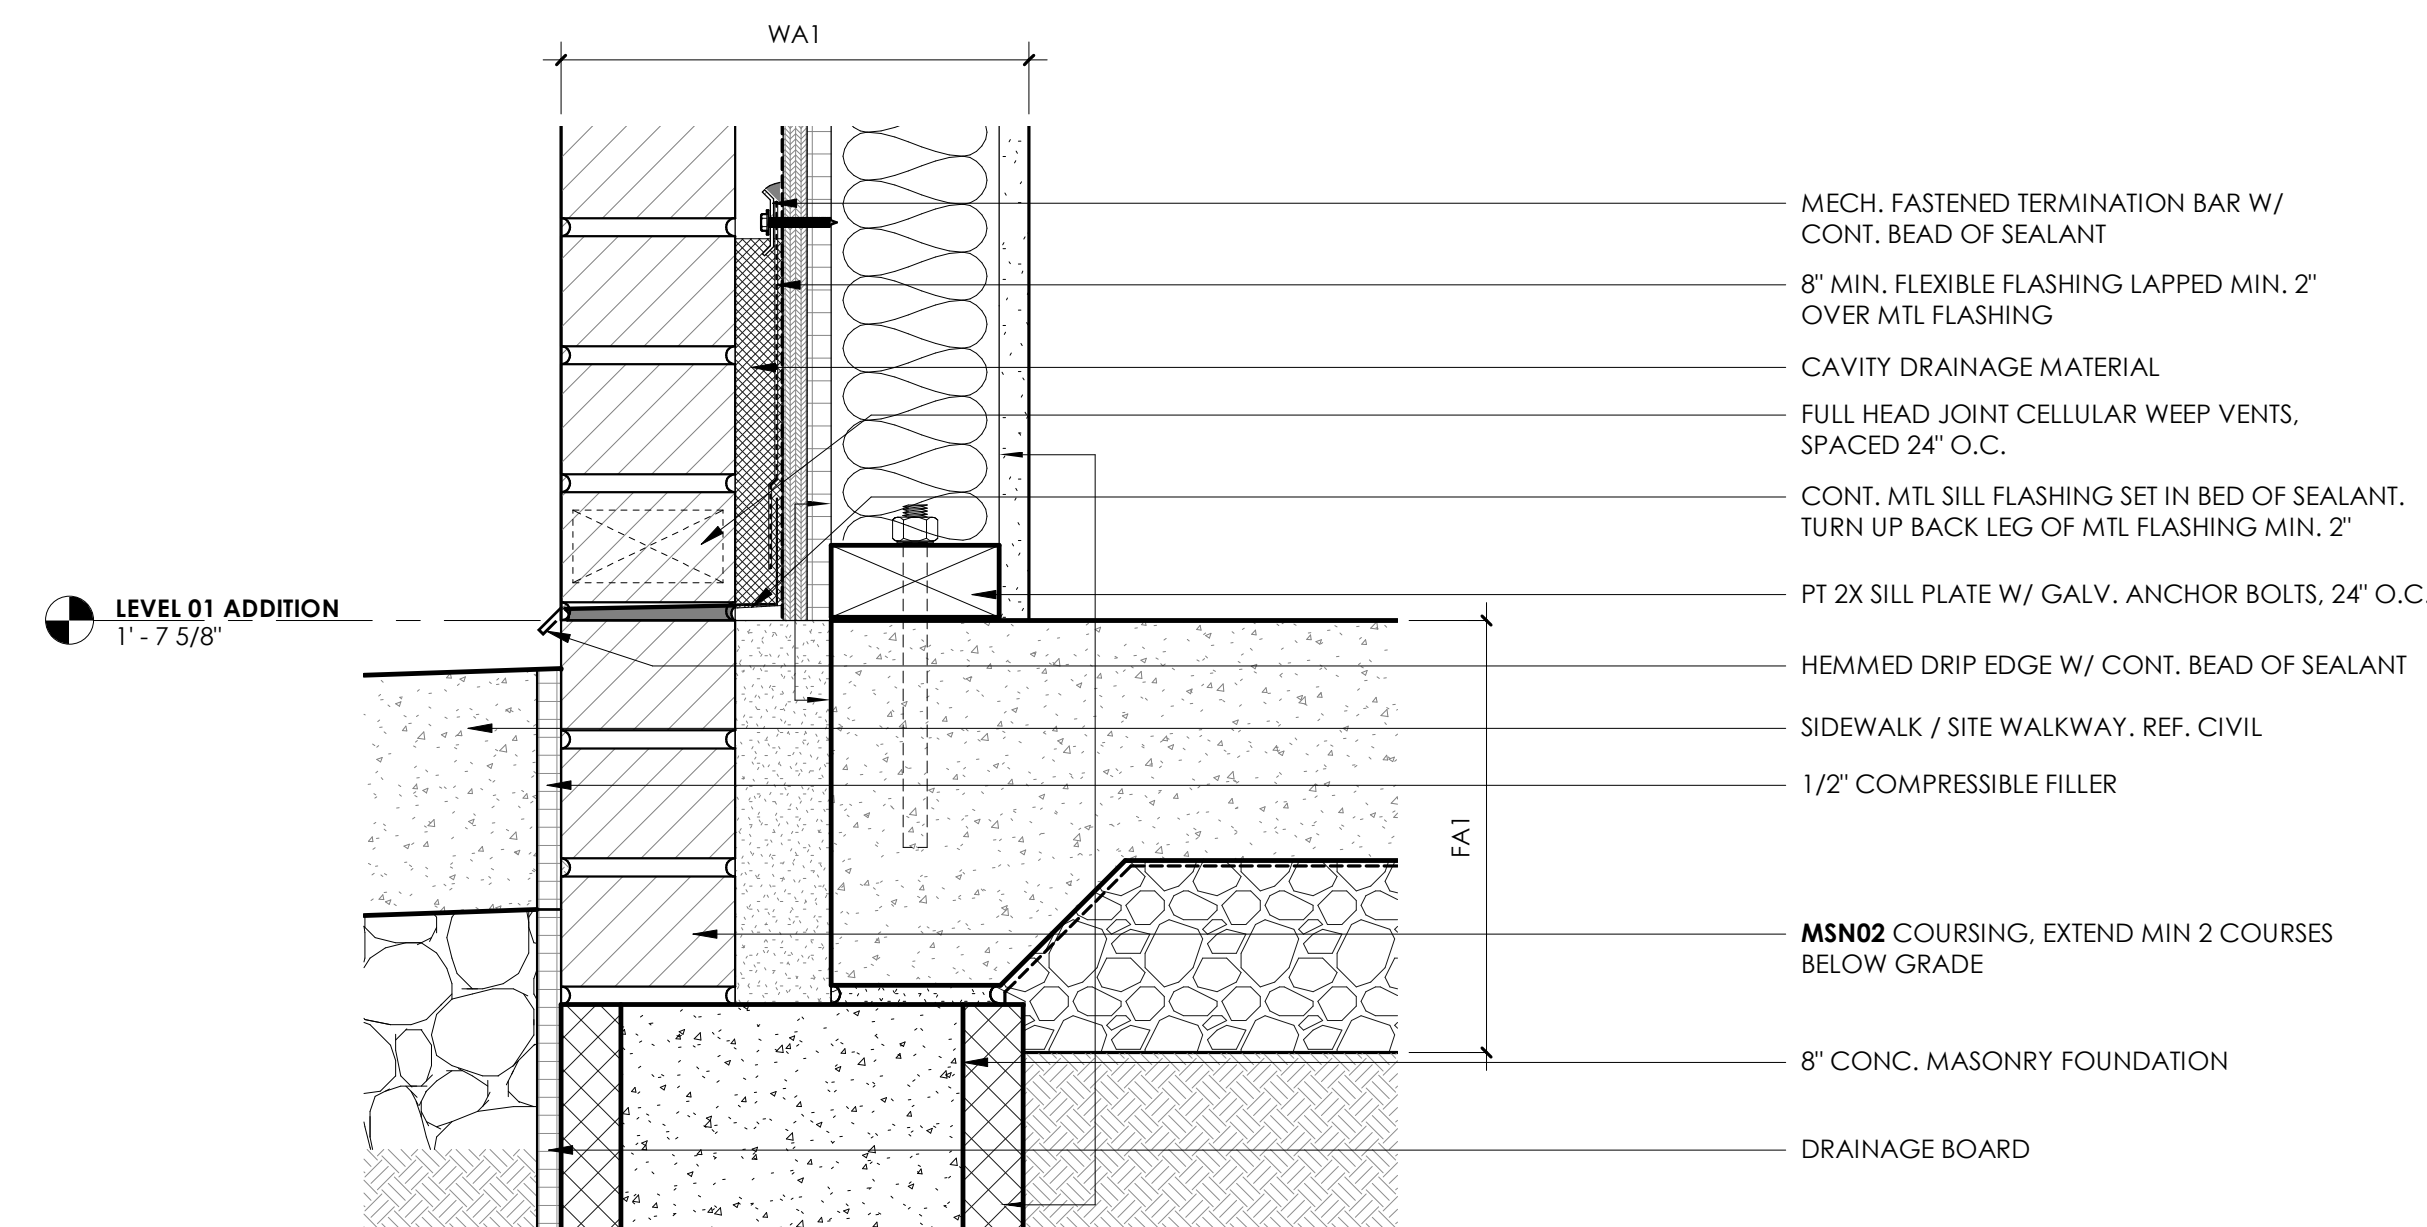 WA1
MECH. FASTENED TERMINATION BAR W/
CONT. BEAD OF SEALANT
8" MIN. FLEXIBLE FLASHING LAPPED MIN. 2"
OVER MTL FLASHING
CAVITY DRAINAGE MATERIAL
FULL HEAD JOINT CELLULAR WEEP VENTS,
SPACED 24" O.C.
CONT. MTL SILL FLASHING SET IN BED OF SEALANT.
TURN UP BACK LEG OF MTL FLASHING MIN. 2"
PT 2X SILL PLATE W/ GALV. ANCHOR BOLTS, 24" O.C.
LEVEL 01 ADDITION
1' - 7 5/8"
HEMMED DRIP EDGE W/ CONT. BEAD OF SEALANT
SIDEWALK / SITE WALKWAY. REF. CIVIL
1/2" COMPRESSIBLE FILLER
FA1
MSN02 COURSING, EXTEND MIN 2 COURSES
BELOW GRADE
8" CONC. MASONRY FOUNDATION
DRAINAGE BOARD